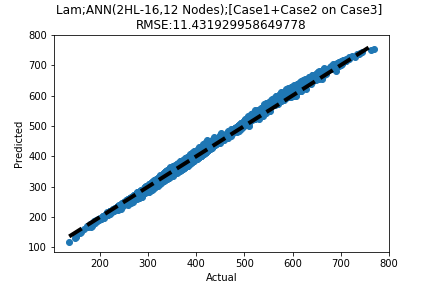 Lam;ANN(2HL-16,12 Nodes);[Case1+Case2 on Case3]
RMSE:11.431929958649778
800
700
600
500
400
300
200
100
Predicted
200 300 400 500 600 700 800
Actual